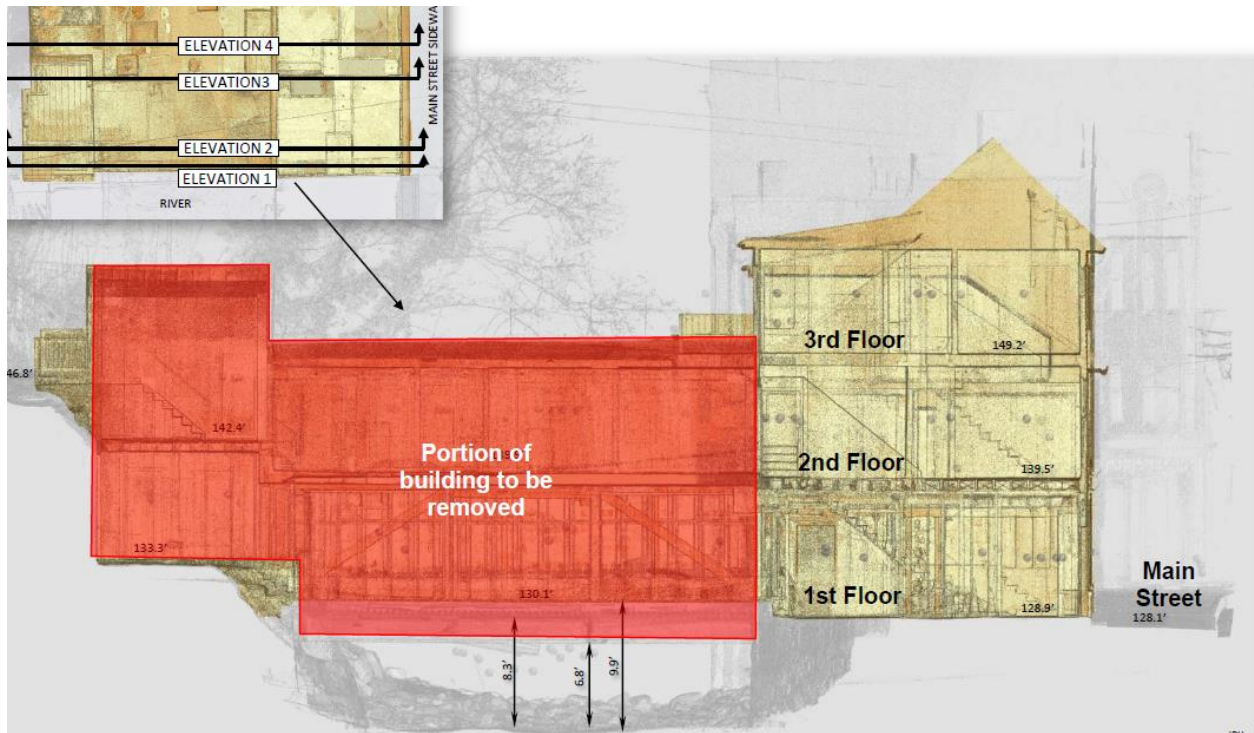 ELEVATION 4
ELEVATION3
ELEVATION 2
ELEVATION 1
RIVER
MAIN STREET SIDEWA
46.8'
142.4'
133.3'
Portion of
building to be
removed
130.1'
8.3'
6.8'
9.9'
3rd Floor
149.2'
2nd Floor
139.5'
1st Floor
128.9'
Main
Street
128.1'